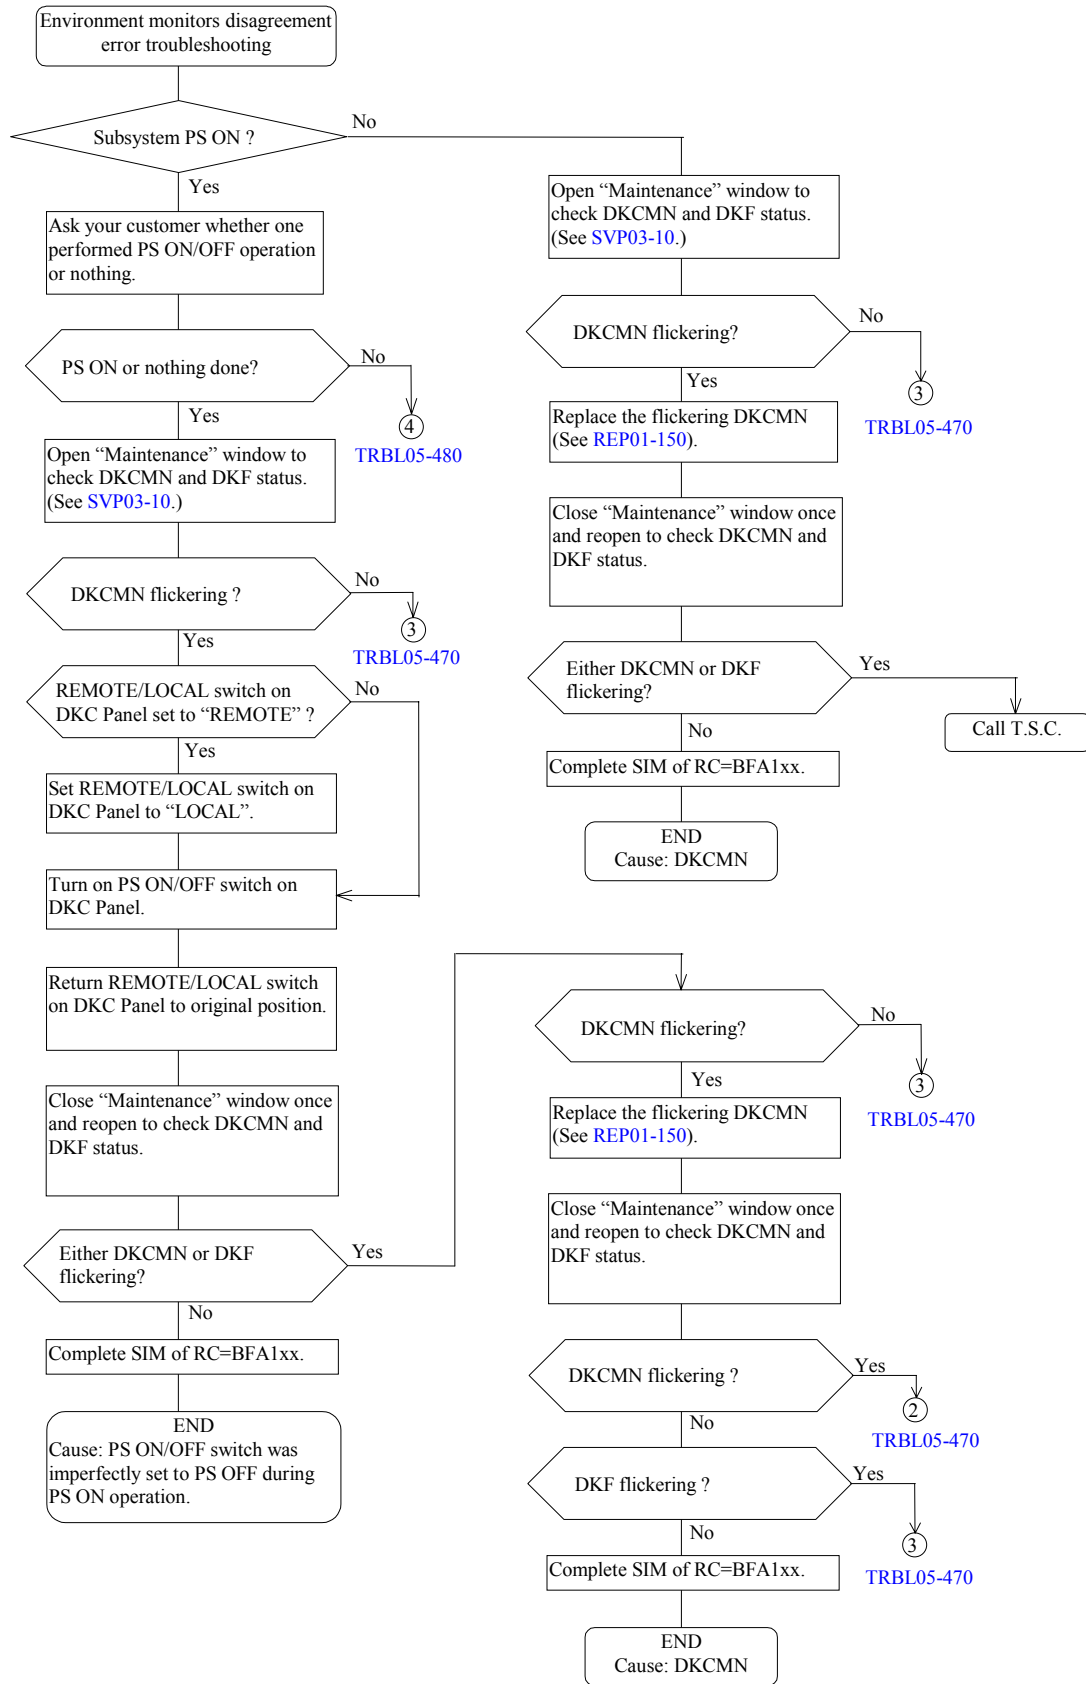 Environment monitors disagreement
error troubleshooting
Subsystem PS ON ?
No
Yes
Ask your customer whether one
performed PS ON/OFF operation
or nothing.
PS ON or nothing done?
No
4
TRBL05-480
Yes
Open “Maintenance” window to
check DKCMN and DKF status.
(See SVP03-10.)
DKCMN flickering ?
No
3
TRBL05-470
Yes
REMOTE/LOCAL switch on
DKC Panel set to “REMOTE” ?
No
Yes
Set REMOTE/LOCAL switch on
DKC Panel to “LOCAL”.
Turn on PS ON/OFF switch on
DKC Panel.
Return REMOTE/LOCAL switch
on DKC Panel to original position.
Close “Maintenance” window once
and reopen to check DKCMN and
DKF status.
Either DKCMN or DKF
flickering?
Yes
No
Complete SIM of RC=BFA1xx.
END
Cause: PS ON/OFF switch was
imperfectly set to PS OFF during
PS ON operation.
Open “Maintenance” window to
check DKCMN and DKF status.
(See SVP03-10.)
DKCMN flickering?
No
3
TRBL05-470
Yes
Replace the flickering DKCMN
(See REP01-150).
Close “Maintenance” window once
and reopen to check DKCMN and
DKF status.
Either DKCMN or DKF
flickering?
Yes
Call T.S.C.
No
Complete SIM of RC=BFA1xx.
END
Cause: DKCMN
DKCMN flickering?
No
3
TRBL05-470
Yes
Replace the flickering DKCMN
(See REP01-150).
Close “Maintenance” window once
and reopen to check DKCMN and
DKF status.
DKCMN flickering ?
Yes
2
TRBL05-470
No
DKF flickering ?
Yes
3
TRBL05-470
No
Complete SIM of RC=BFA1xx.
END
Cause: DKCMN